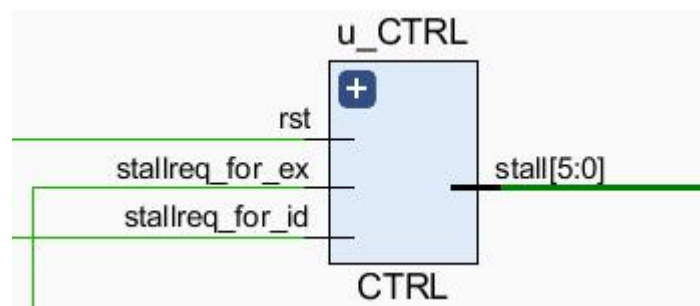 u_CTRL
rst
stallreq_for_ex
stall[5:0]
stallreq_for_id
CTRL